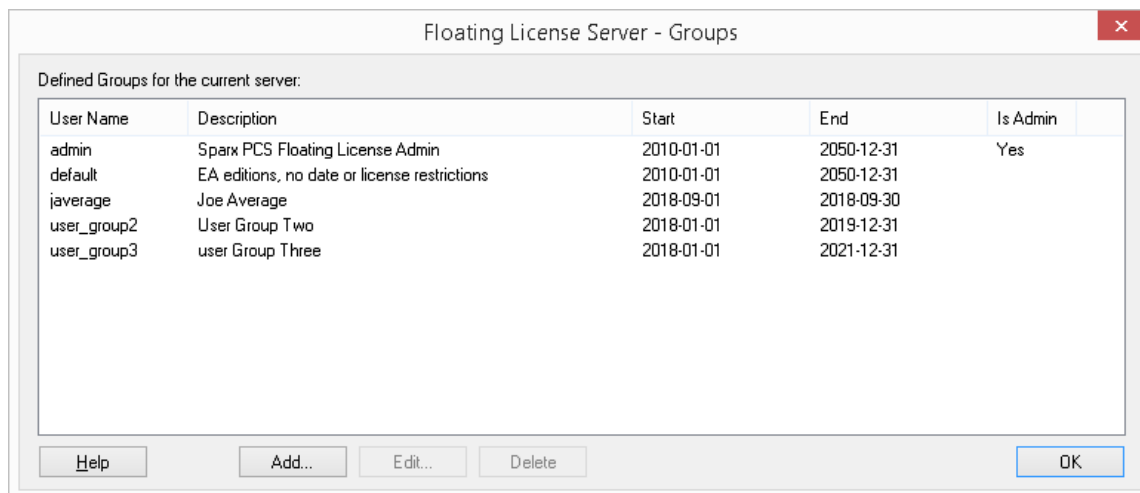 Floating License Server - Groups
Defined Groups for the current server:
User Name Description Start End Is Admin
admin Sparx PCS Floating License Admin 2010-01-01 2050-12-31 Yes
default EA editions, no date or license restrictions 2010-01-01 2050-12-31
javerage Joe Average 2018-09-01 2018-09-30
user_group2 User Group Two 2018-01-01 2019-12-31
user_group3 user Group Three 2018-01-01 2021-12-31
Help Add... Edit... Delete OK